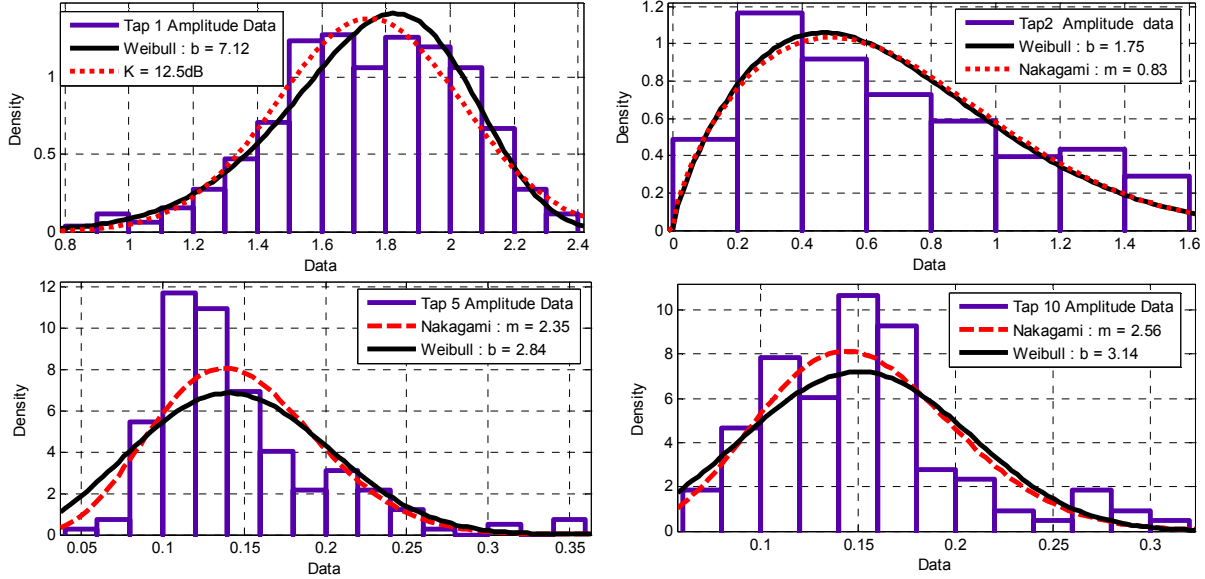 Tap 1 Amplitude Data
Weibull : b = 7.12
K = 12.5dB
Density
1
0.5
0
0.8 1 1.2 1.4 1.6 1.8 2 2.2 2.4
Data
Tap2 Amplitude data
Weibull : b = 1.75
Nakagami : m = 0.83
Density
1.2
1
0.8
0.6
0.4
0.2
0
0 0.2 0.4 0.6 0.8 1 1.2 1.4 1.6
Data
Tap 5 Amplitude Data
Nakagami : m = 2.35
Weibull : b = 2.84
Density
12
10
8
6
4
2
0
0.05 0.1 0.15 0.2 0.25 0.3 0.35
Data
Tap 10 Amplitude Data
Nakagami : m = 2.56
Weibull : b = 3.14
Density
10
8
6
4
2
0
0.1 0.15 0.2 0.25 0.3
Data